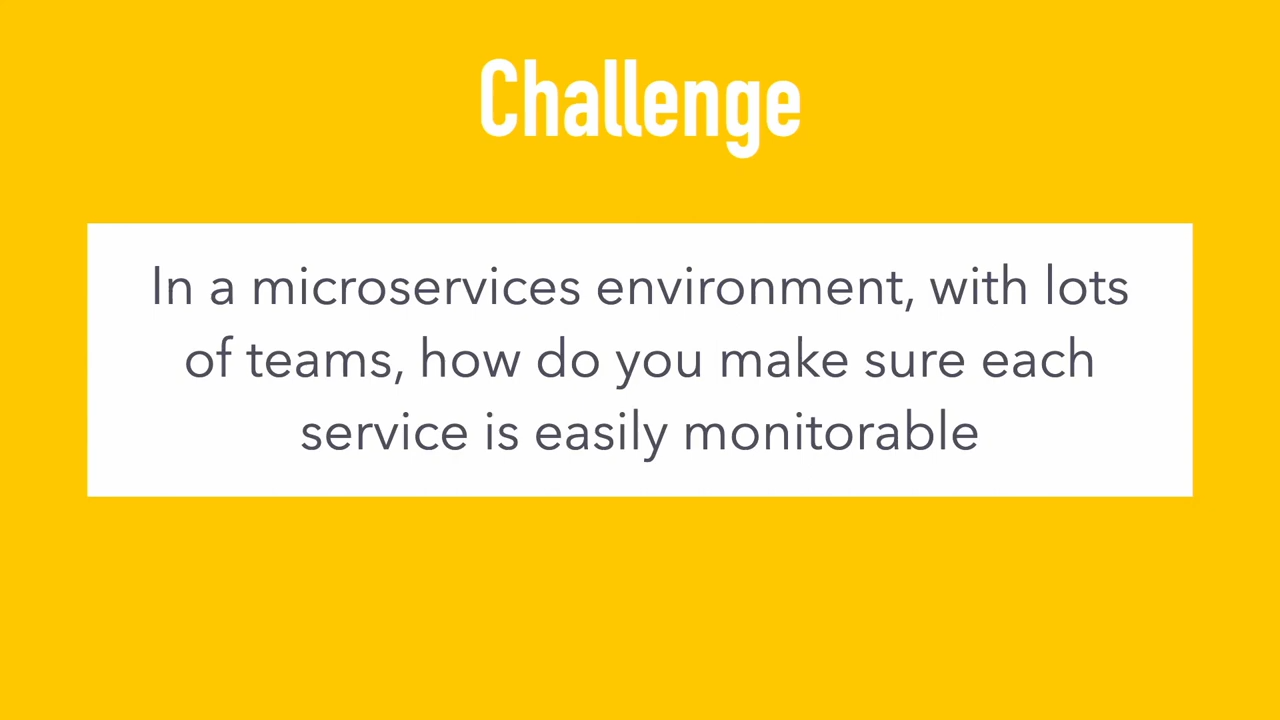 Challenge
In a microservices environment, with lots
of teams, how do you make sure each
service is easily monitorable